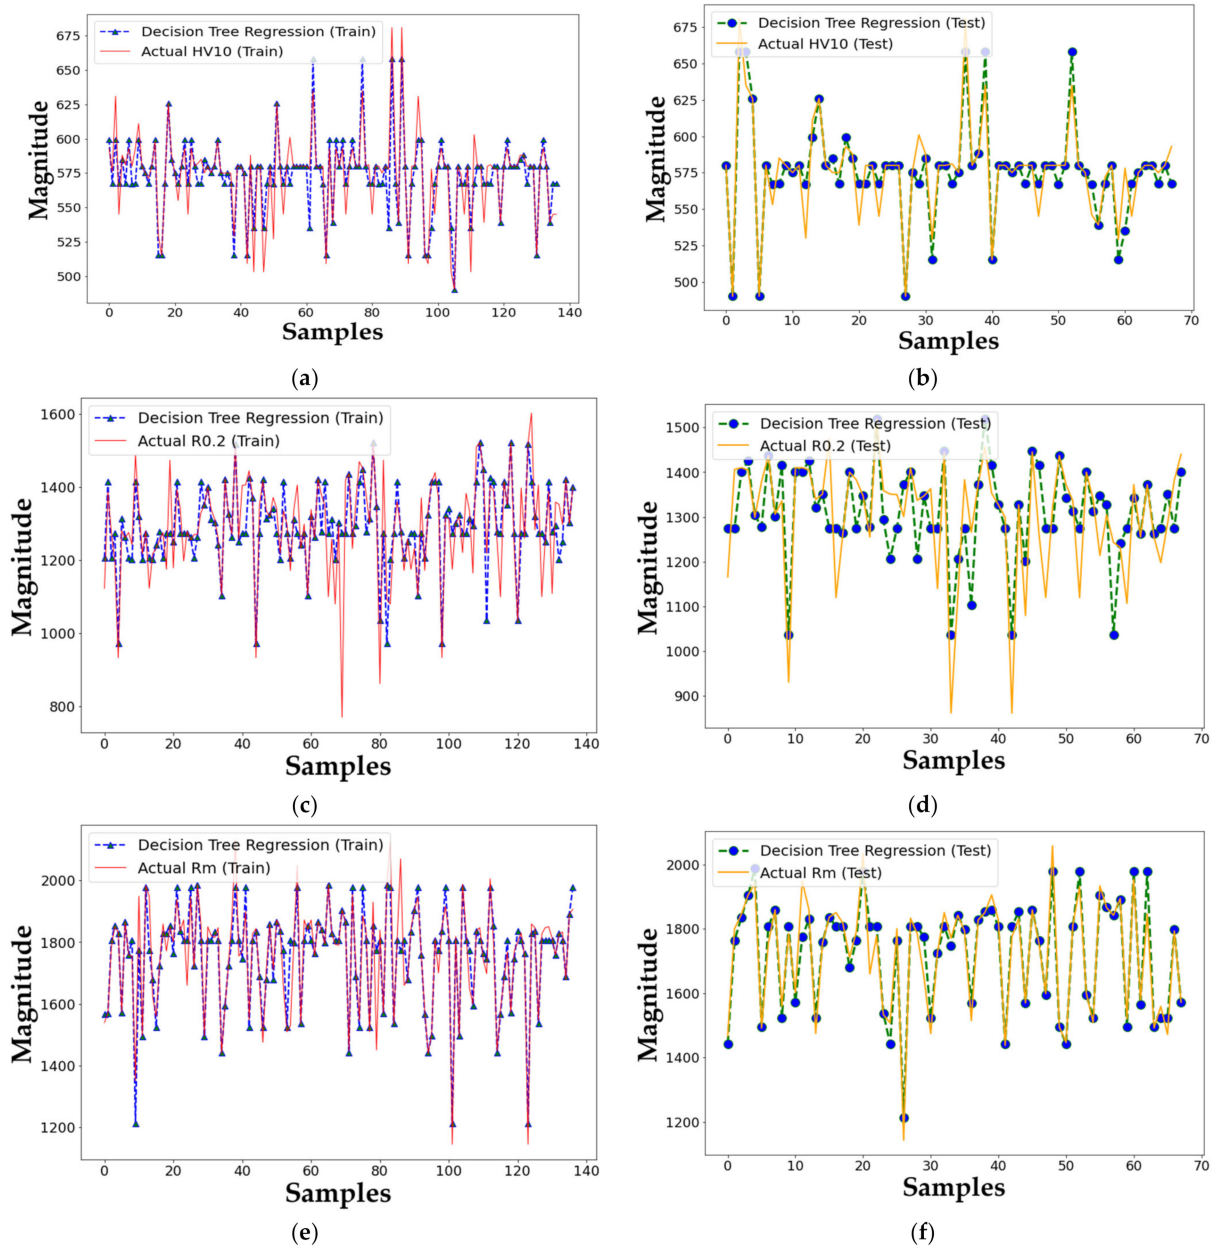 Decision Tree Regression (Train)
Actual HV10 (Train)
675
650
625
600
575
550
525
500
Magnitude
0 20 40 60 80 100 120 140
Samples
(a)
Decision Tree Regression (Test)
Actual HV10 (Test)
675
650
625
600
575
550
525
500
Magnitude
0 10 20 30 40 50 60 70
Samples
(b)
Decision Tree Regression (Train)
Actual R0.2 (Train)
1600
1400
1200
1000
800
Magnitude
0 20 40 60 80 100 120 140
Samples
(c)
Decision Tree Regression (Test)
Actual R0.2 (Test)
1500
1400
1300
1200
1100
1000
900
Magnitude
0 10 20 30 40 50 60 70
Samples
(d)
Decision Tree Regression (Train)
Actual Rm (Train)
2000
1800
1600
1400
1200
Magnitude
0 20 40 60 80 100 120 140
Samples
(e)
Decision Tree Regression (Test)
Actual Rm (Test)
2000
1800
1600
1400
1200
Magnitude
0 10 20 30 40 50 60 70
Samples
(f)